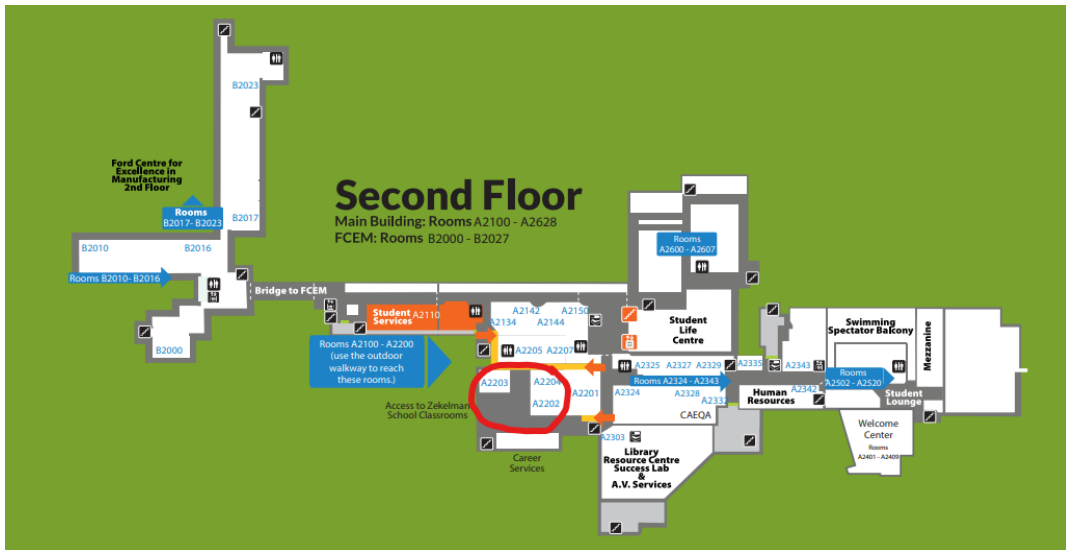 B2023
Ford Centre for
Excellence in
Manufacturing
2nd Floor
Rooms
B2017- B2023
B2017
B2010
B2016
Rooms B2010- B2016
Bridge to FCEM
B2000
Second Floor
Main Building: Rooms A2100 - A2628
FCEM: Rooms B2000 - B2027
Rooms
A2600 - A2607
Student
Services
A2110
A2142
A2150
A2134
A2144
A2205
A2207
Rooms A2100 - A2200
(use the outdoor
walkway to reach
these rooms.)
A2203
A2204
A2202
A2201
Access to Zekelman
School Classrooms
Career
Services
Student
Life
Centre
A2325
A2327
A2329
A2335
Rooms A2324 - A2343
A2324
A2328
A2332
CAEQA
A2303
Library
Resource Centre
Success Lab
&
A.V. Services
Human
Resources
A2343
A2342
Swimming
Spectator Balcony
Mezzannine
Rooms
A2502 - A2520
Student
Lounge
Welcome
Center
Rooms
A2401 - A2409